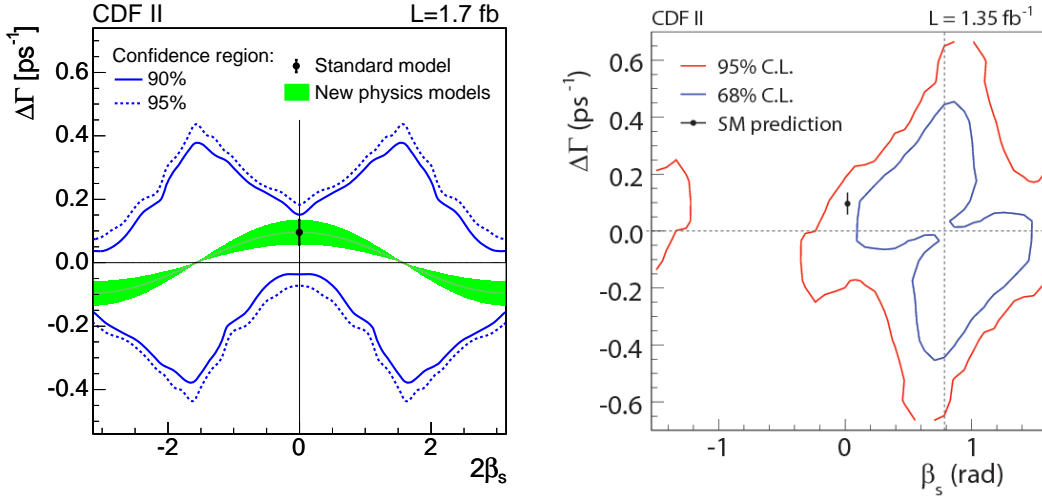 CDF II L=1.7 fb
ΔΓ [ps⁻¹]
Confidence region:
90%
95%
Standard model
New physics models
0.6
0.4
0.2
0.0
-0.2
-0.4
-2 0 2
2βs
CDF II L = 1.35 fb⁻¹
ΔΓ (ps⁻¹)
95% C.L.
68% C.L.
SM prediction
0.6
0.4
0.2
0.0
-0.2
-0.4
-0.6
-1 0 1
βs (rad)